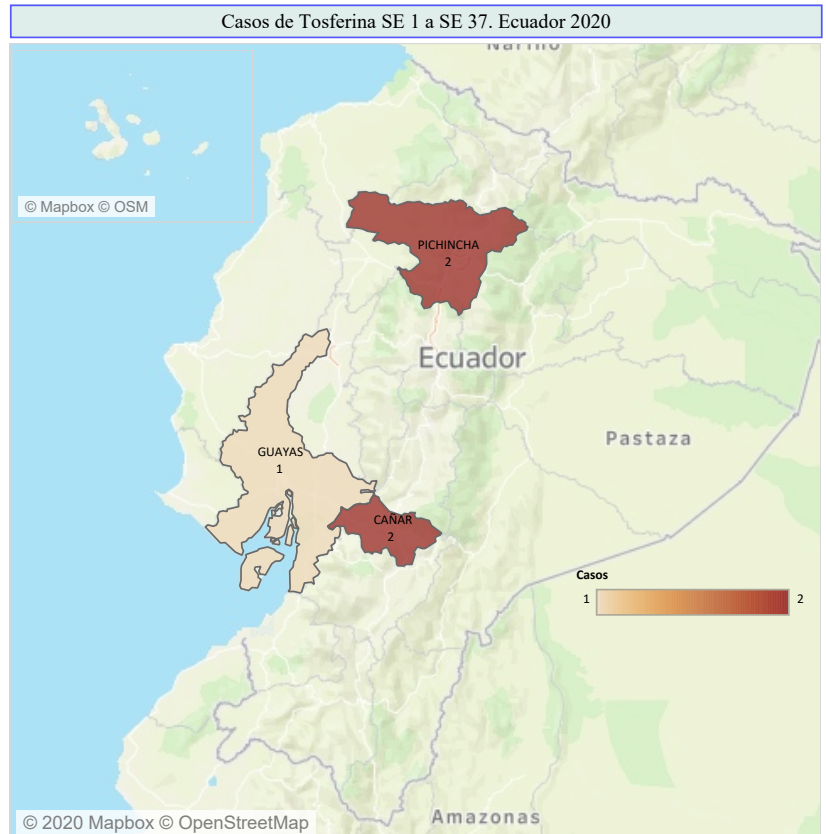 Casos de Tosferina SE 1 a SE 37. Ecuador 2020
Nariño
© Mapbox © OSM
PICHINCHA
2
Ecuador
Pastaza
GUAYAS
1
CAÑAR
2
Casos
1 2
© 2020 Mapbox © OpenStreetMap
Amazonas